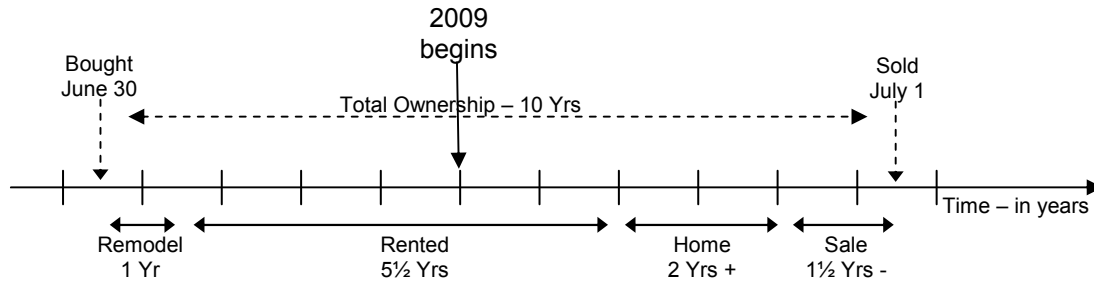 2009
begins
Bought
June 30
Sold
July 1
Total Ownership – 10 Yrs
Time – in years
Remodel
1 Yr
Rented
5½ Yrs
Home
2 Yrs +
Sale
1½ Yrs -